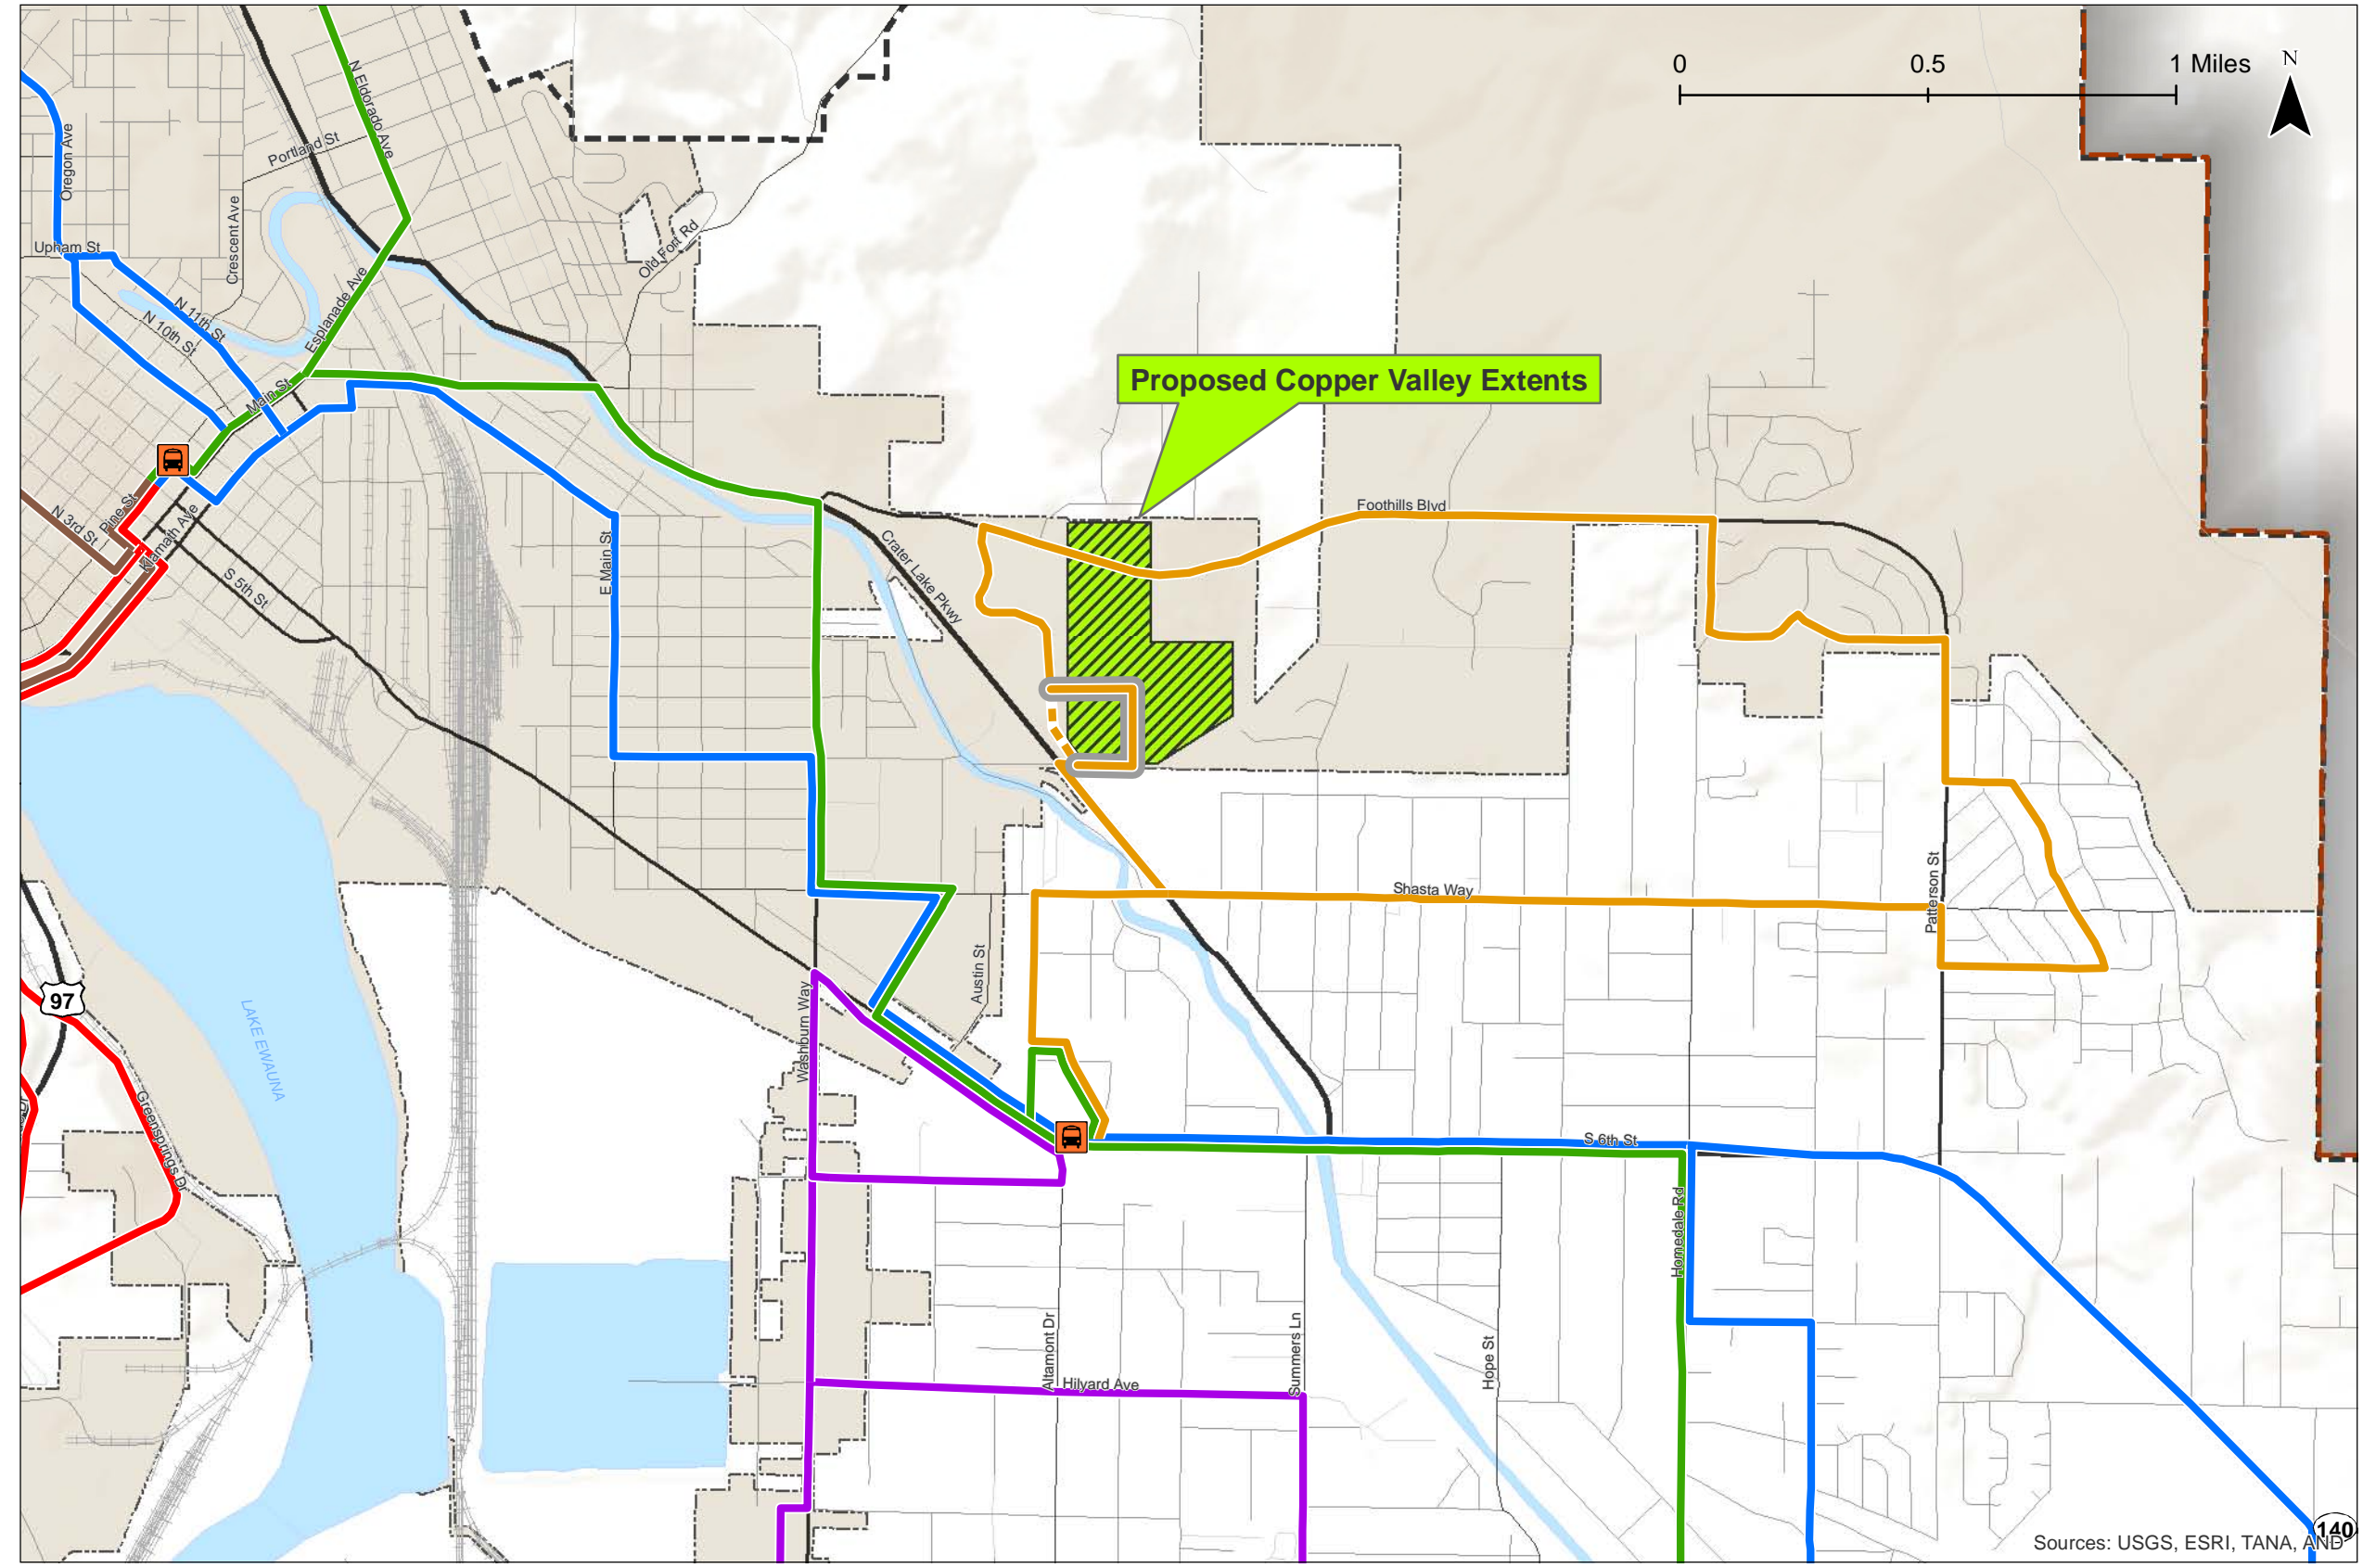 0 0.5 1 Miles
N
N Eldorado Ave
Portland St
Oregon Ave
Crescent Ave
Old Fort Rd
Upham St
N 11th St
N 10th St
Esplanade Ave
Main St
Proposed Copper Valley Extents
Pine St
N 3rd St
Klamath Ave
S 5th St
E Main St
Crater Lake Pkwy
Foothills Blvd
Shasta Way
Patterson St
Austin St
Washburn Way
97
LAKE EWAUNA
Greensprings Dr
S 6th St
Homedale Rd
Altamont Dr
Hilyard Ave
Summers Ln
Hope St
140
Sources: USGS, ESRI, TANA, AND